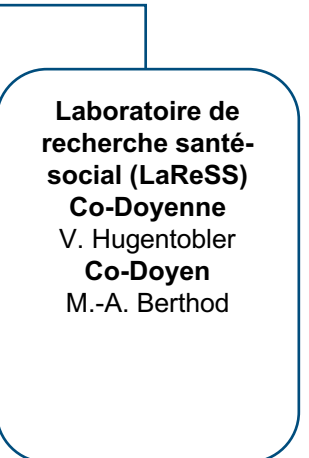 Laboratoire de
recherche santé-
social (LaReSS)
Co-Doyenne
V. Hugentobler
Co-Doyen
M.-A. Berthod